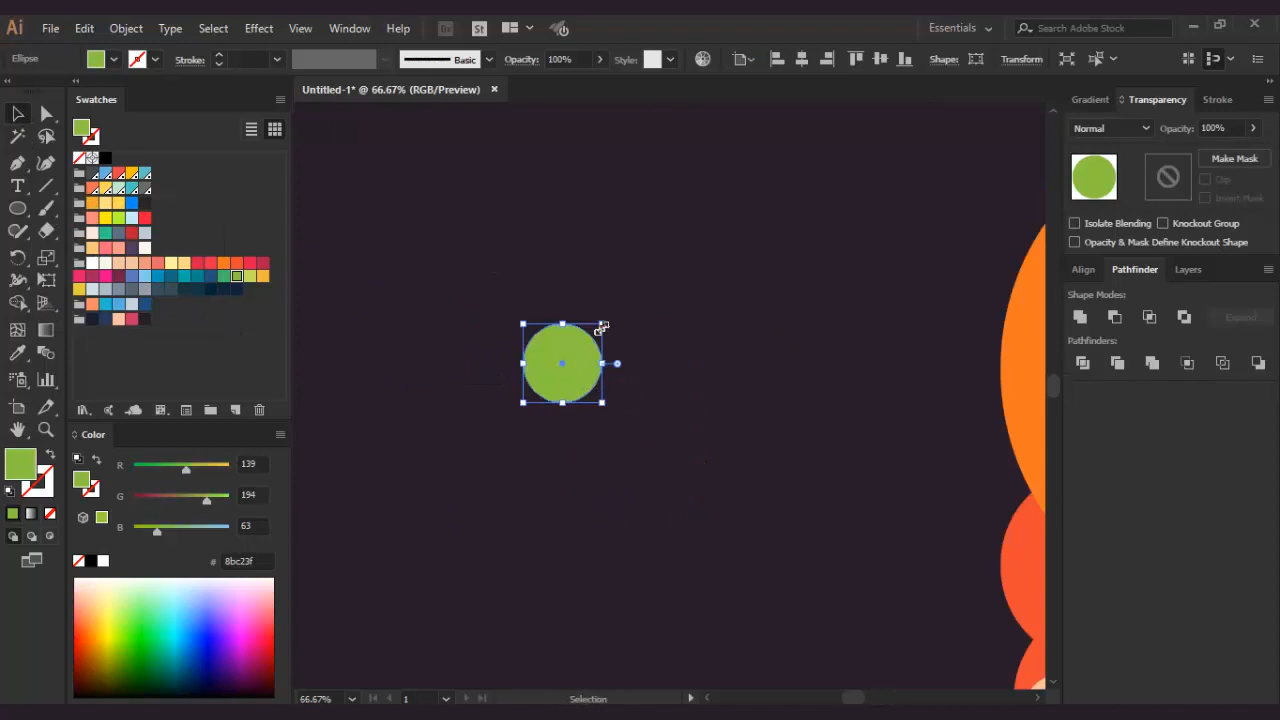 Ai File Edit Object Type Select Effect View Window Help Br St Essentials Search Adobe Stock
Ellipse Stroke: Basic Opacity: 100% Style: Shape: Transform
Swatches
Untitled-1* @ 66.67% (RGB/Preview)
Gradient Transparency Stroke
Normal Opacity: 100%
Make Mask
Clip
Invert Mask
Isolate Blending Knockout Group
Opacity & Mask Define Knockout Shape
Align Pathfinder Layers
Shape Modes:
Expand
Pathfinders:
Color
R 139
G 194
B 63
# 8bc23f
66.67% 1 Selection